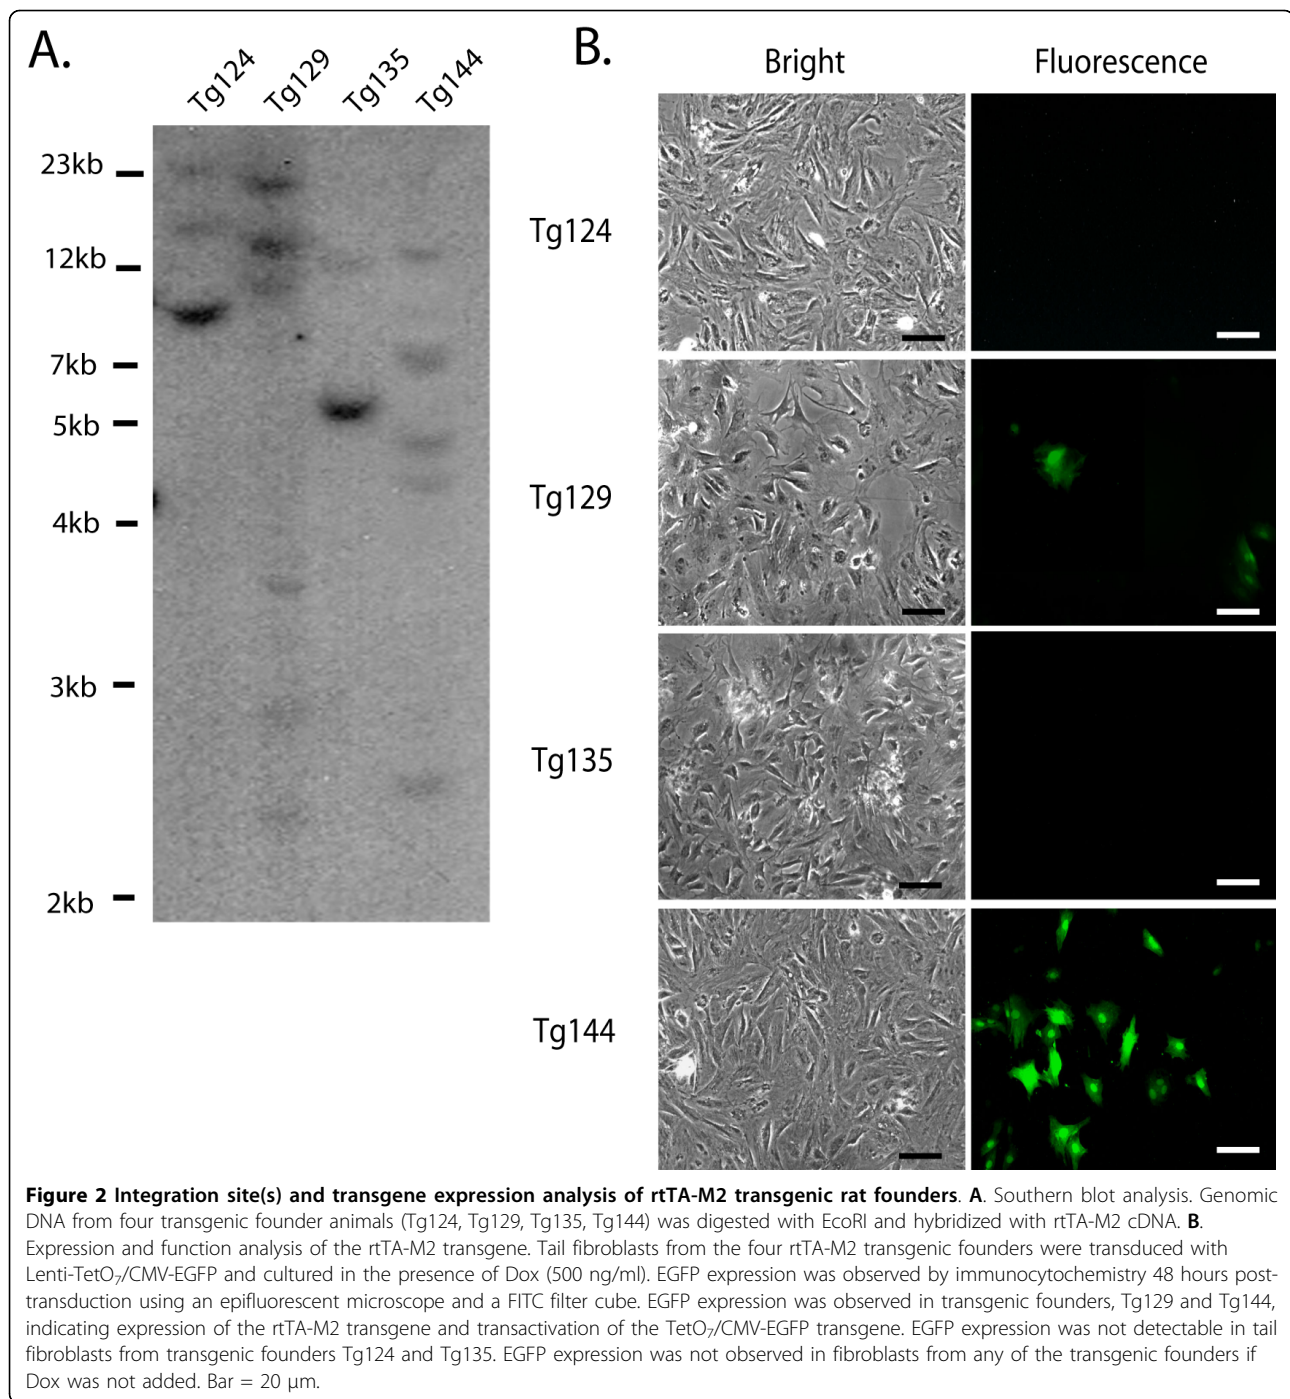 A.
Tg124 Tg129 Tg135 Tg144
23kb
12kb
7kb
5kb
4kb
3kb
2kb
B.
Bright Fluorescence
Tg124
Tg129
Tg135
Tg144
Figure 2 Integration site(s) and transgene expression analysis of rtTA-M2 transgenic rat founders. A. Southern blot analysis. Genomic
DNA from four transgenic founder animals (Tg124, Tg129, Tg135, Tg144) was digested with EcoRI and hybridized with rtTA-M2 cDNA. B.
Expression and function analysis of the rtTA-M2 transgene. Tail fibroblasts from the four rtTA-M2 transgenic founders were transduced with
Lenti-TetO₇/CMV-EGFP and cultured in the presence of Dox (500 ng/ml). EGFP expression was observed by immunocytochemistry 48 hours post-
transduction using an epifluorescent microscope and a FITC filter cube. EGFP expression was observed in transgenic founders, Tg129 and Tg144,
indicating expression of the rtTA-M2 transgene and transactivation of the TetO₇/CMV-EGFP transgene. EGFP expression was not detectable in tail
fibroblasts from transgenic founders Tg124 and Tg135. EGFP expression was not observed in fibroblasts from any of the transgenic founders if
Dox was not added. Bar = 20 μm.